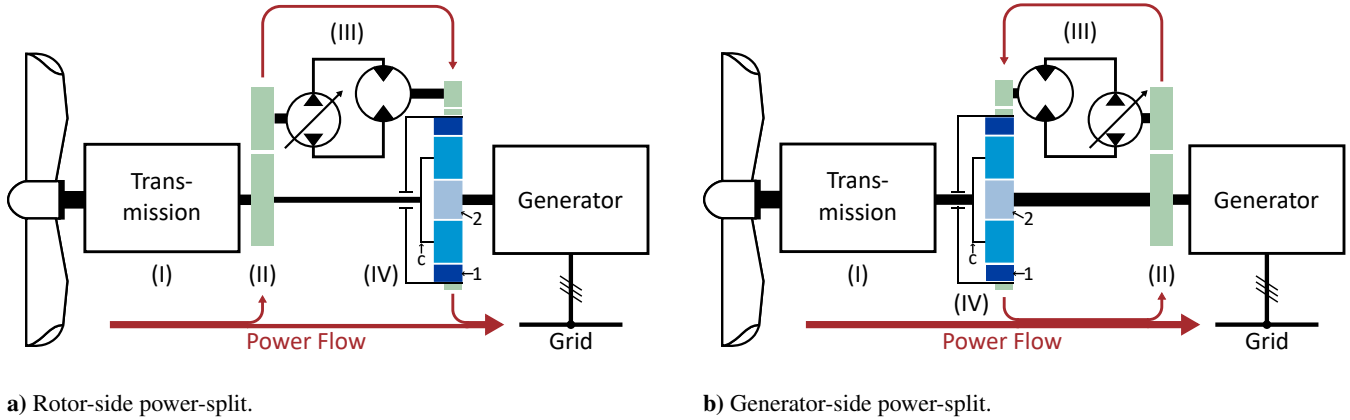 (III)
Trans-
mission
Generator
2
c
1
(I)
(II)
(IV)
Power Flow
Grid
a) Rotor-side power-split.
(III)
Trans-
mission
Generator
2
c
1
(I)
(IV)
(II)
Power Flow
Grid
b) Generator-side power-split.